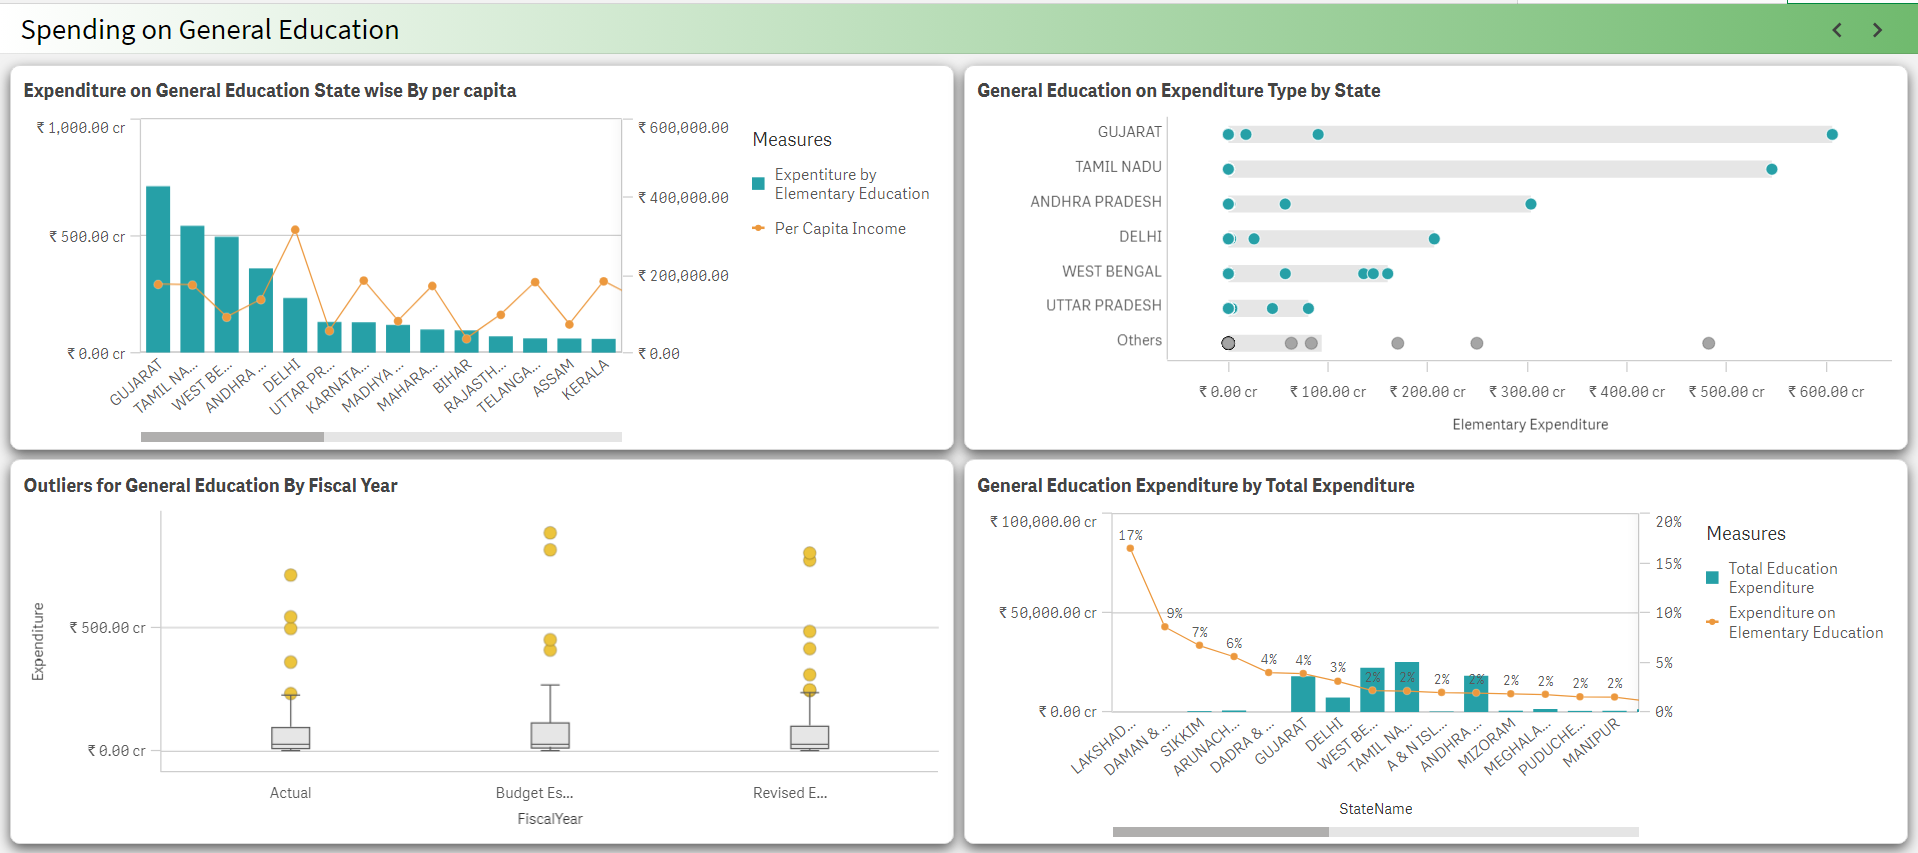 Spending on General Education
Expenditure on General Education State wise By per capita
₹ 1,000.00 cr
₹ 500.00 cr
₹ 0.00 cr
₹ 600,000.00
₹ 400,000.00
₹ 200,000.00
₹ 0.00
GUJARAT
TAMIL NA...
WEST BE...
ANDHRA ...
DELHI
UTTAR PR...
KARNATA...
MADHYA ...
MAHARA...
BIHAR
RAJASTH...
TELANGA...
ASSAM
KERALA
Measures
Expentiture by
Elementary Education
Per Capita Income
General Education on Expenditure Type by State
GUJARAT
TAMIL NADU
ANDHRA PRADESH
DELHI
WEST BENGAL
UTTAR PRADESH
Others
₹ 0.00 cr
₹ 100.00 cr
₹ 200.00 cr
₹ 300.00 cr
₹ 400.00 cr
₹ 500.00 cr
₹ 600.00 cr
Elementary Expenditure
Outliers for General Education By Fiscal Year
Expenditure
₹ 500.00 cr
₹ 0.00 cr
Actual
Budget Es...
Revised E...
FiscalYear
General Education Expenditure by Total Expenditure
₹ 100,000.00 cr
₹ 50,000.00 cr
₹ 0.00 cr
17%
9%
7%
6%
4%
4%
3%
2%
2%
2%
2%
2%
2%
2%
2%
20%
15%
10%
5%
0%
LAKSHAD...
DAMAN & ...
SIKKIM
ARUNACH...
DADRA & ...
GUJARAT
DELHI
WEST BE...
TAMIL NA...
A & N ISL...
ANDHRA ...
MIZORAM
MEGHALA...
PUDUCHE...
MANIPUR
StateName
Measures
Total Education
Expenditure
Expenditure on
Elementary Education